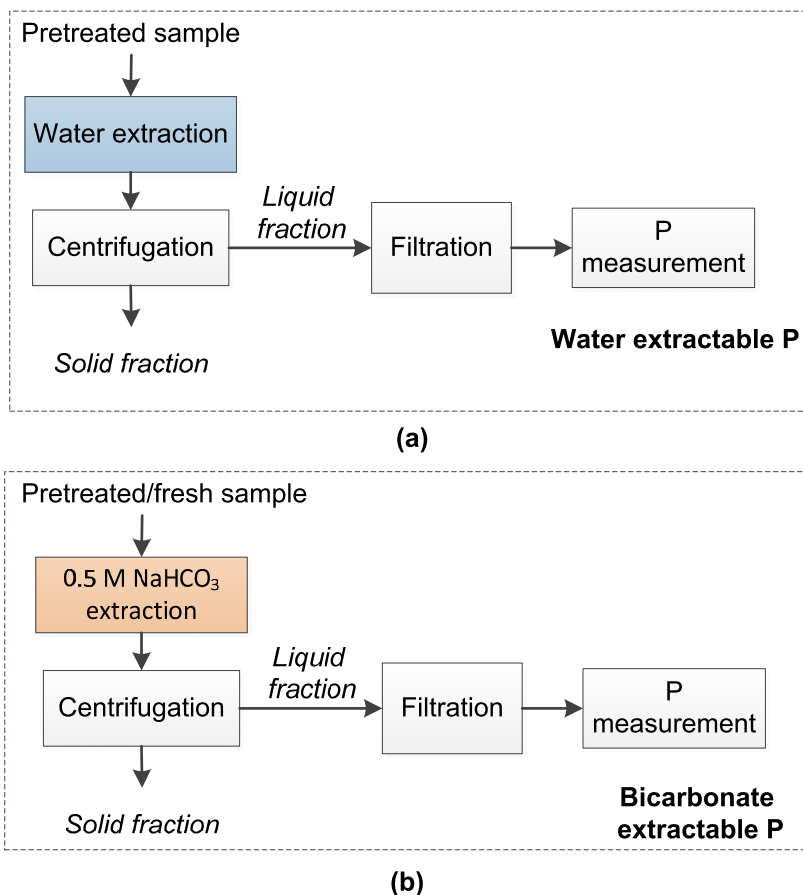 Pretreated sample
Water extraction
Liquid
fraction
Centrifugation
Filtration
P
measurement
Solid fraction
Water extractable P
(a)
Pretreated/fresh sample
0.5 M NaHCO₃
extraction
Liquid
fraction
Centrifugation
Filtration
P
measurement
Solid fraction
Bicarbonate
extractable P
(b)